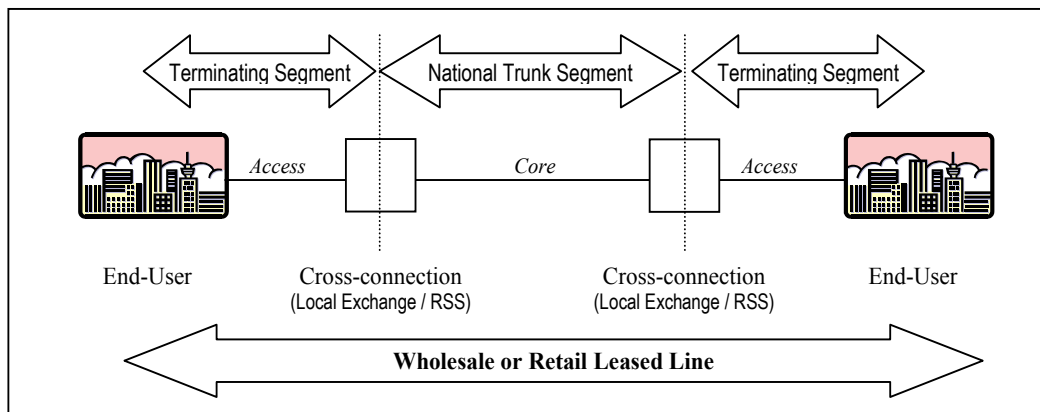 Terminating Segment National Trunk Segment Terminating Segment
Access Core Access
End-User Cross-connection Cross-connection End-User
(Local Exchange / RSS) (Local Exchange / RSS)
Wholesale or Retail Leased Line